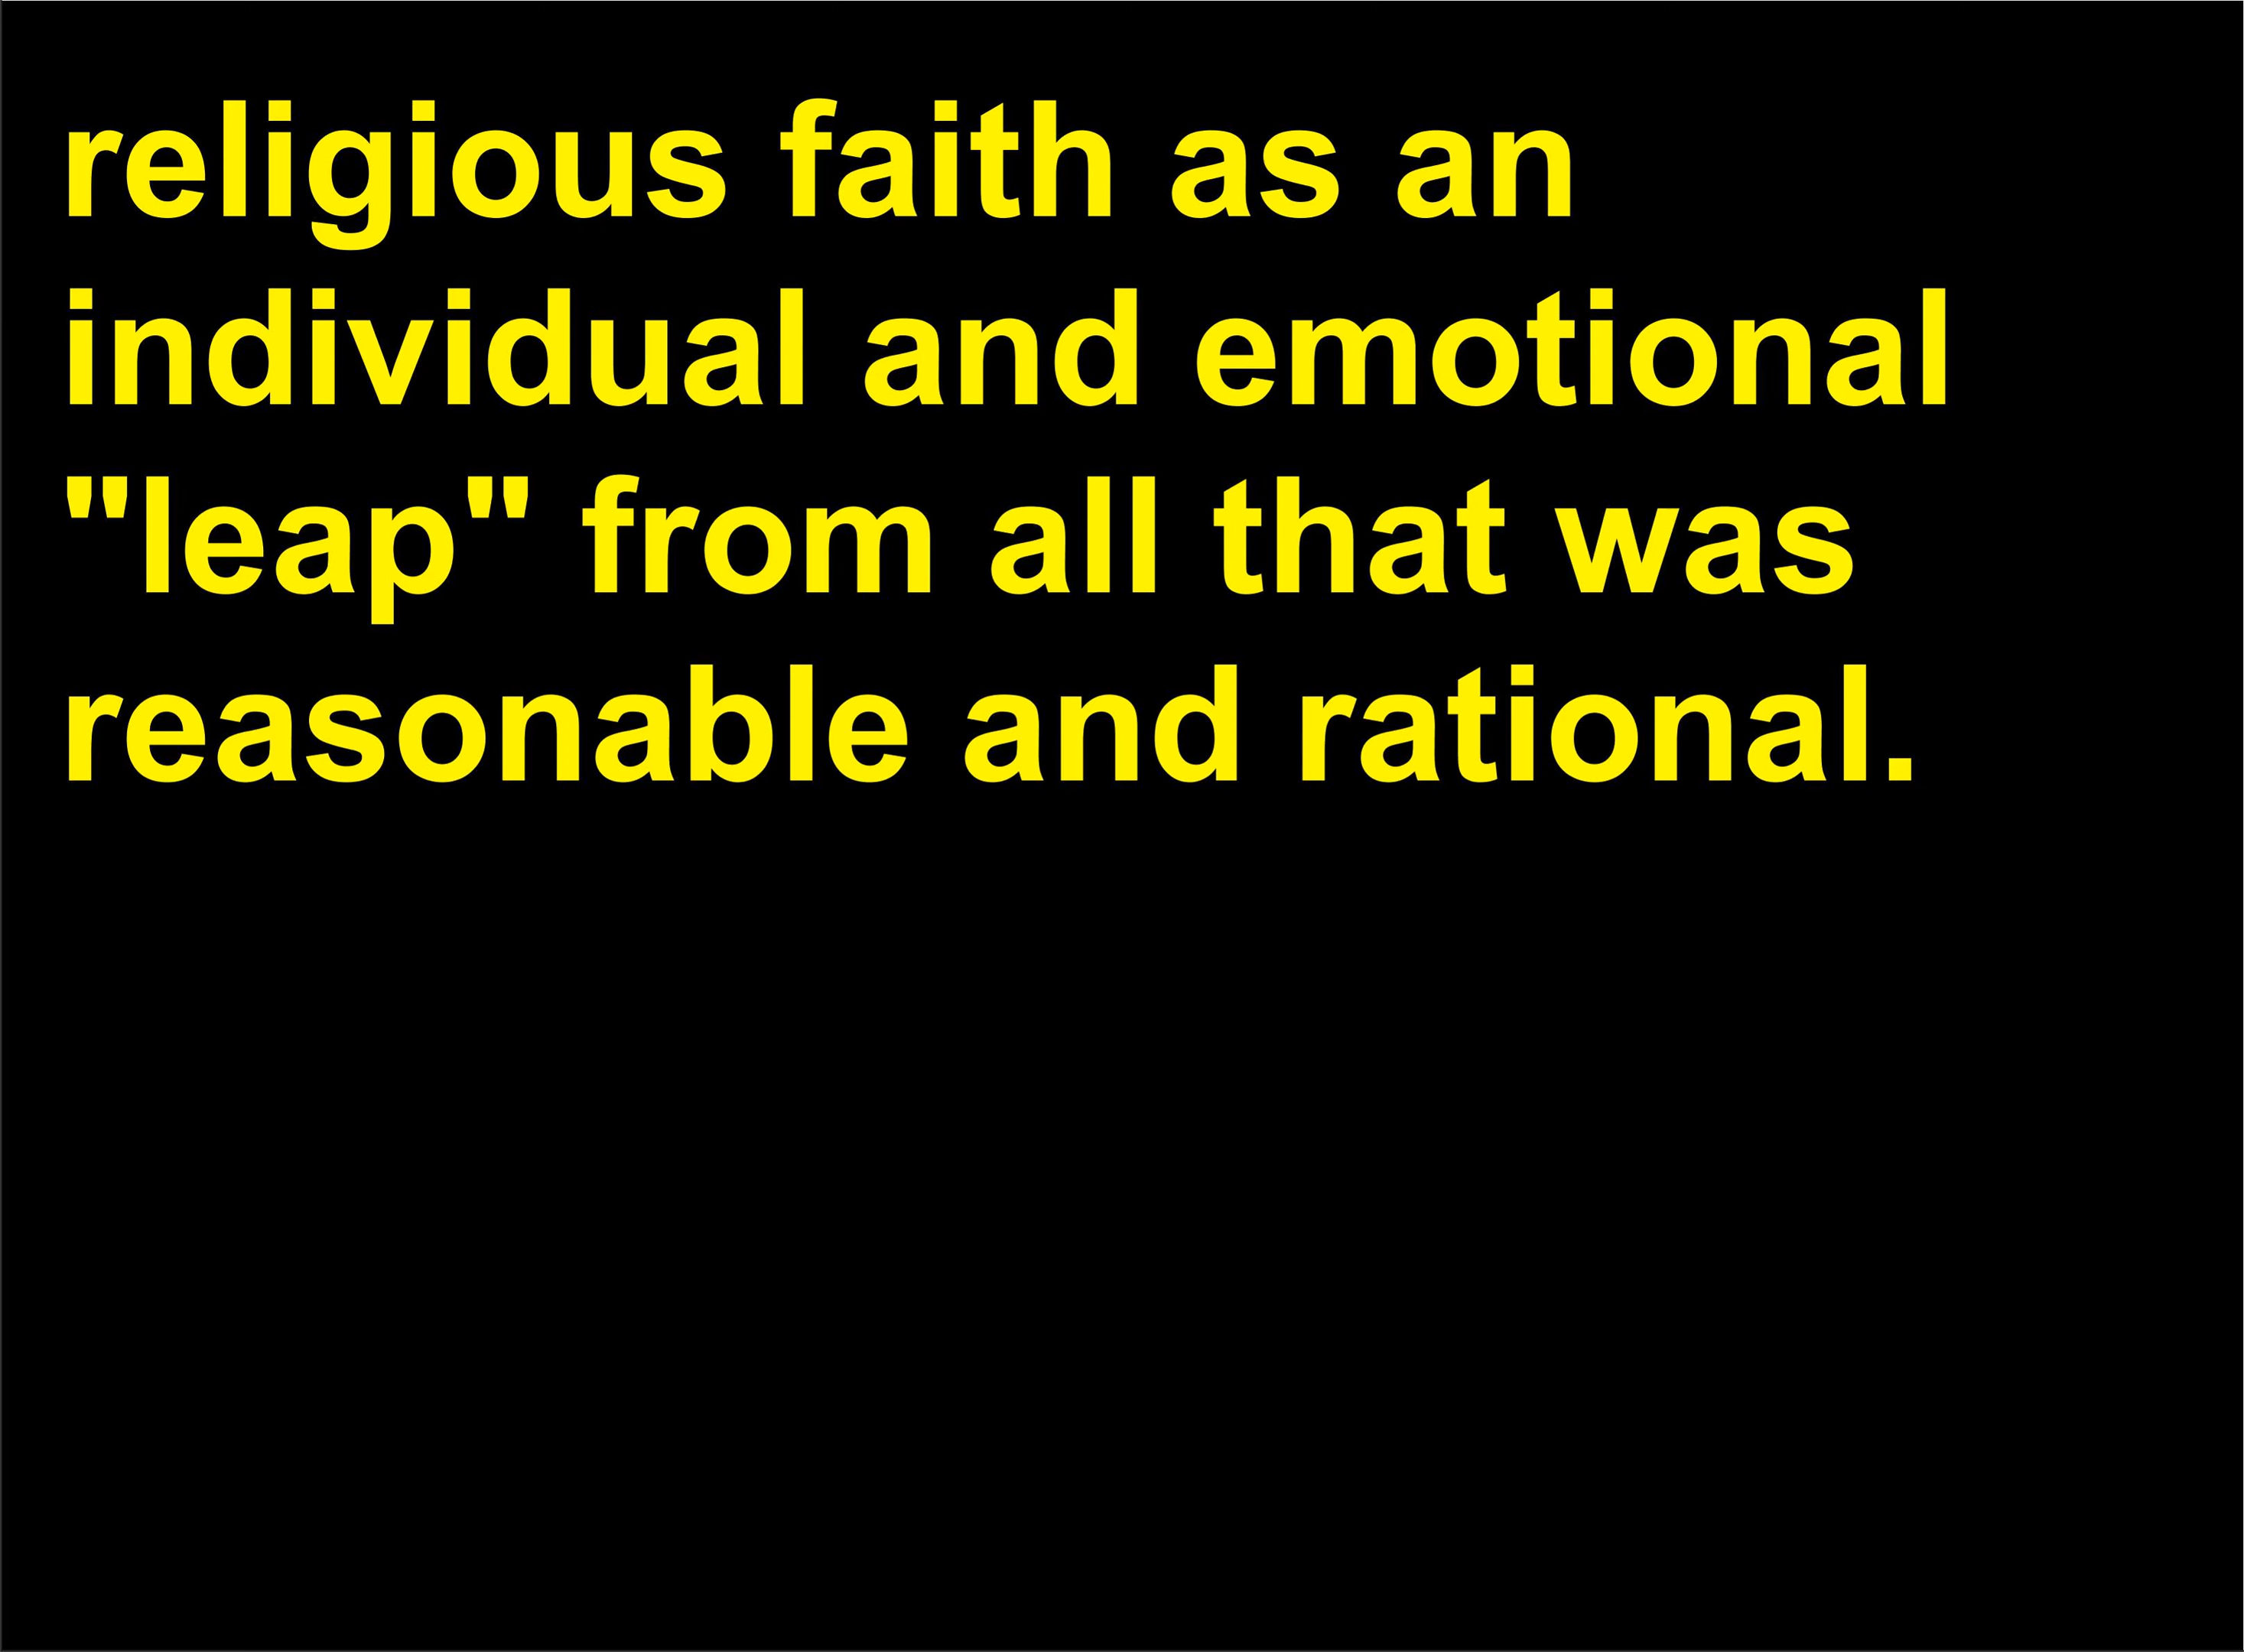 religious faith as an
individual and emotional
"leap" from all that was
reasonable and rational.